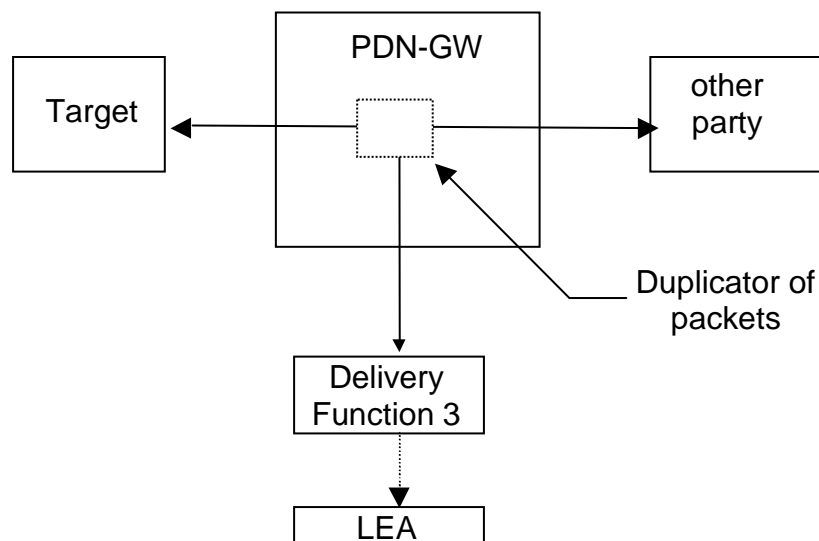 PDN-GW
Target
other
party
Duplicator of
packets
Delivery
Function 3
LEA